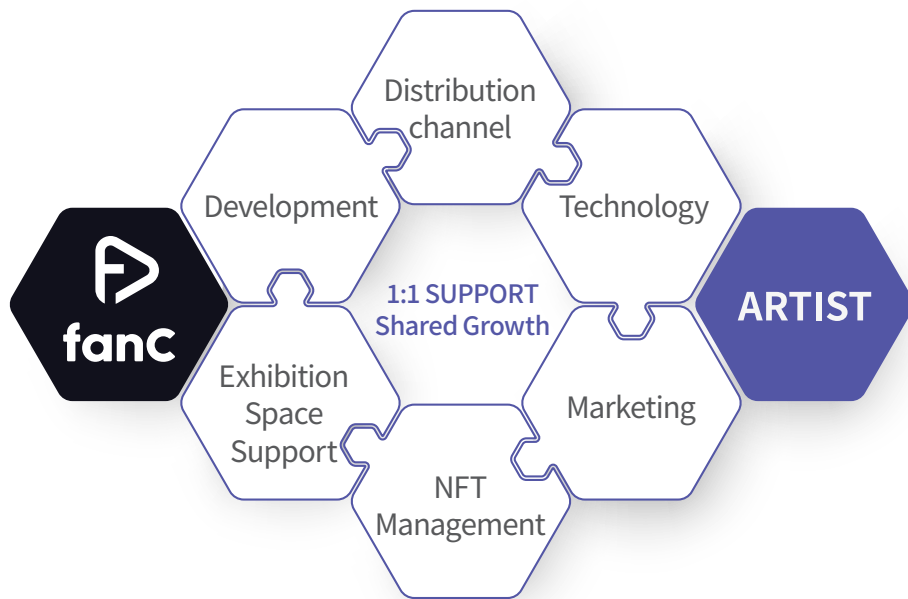 Distribution
channel
Development
Technology
fanC
1:1 SUPPORT
Shared Growth
ARTIST
Exhibition
Space
Support
Marketing
NFT
Management